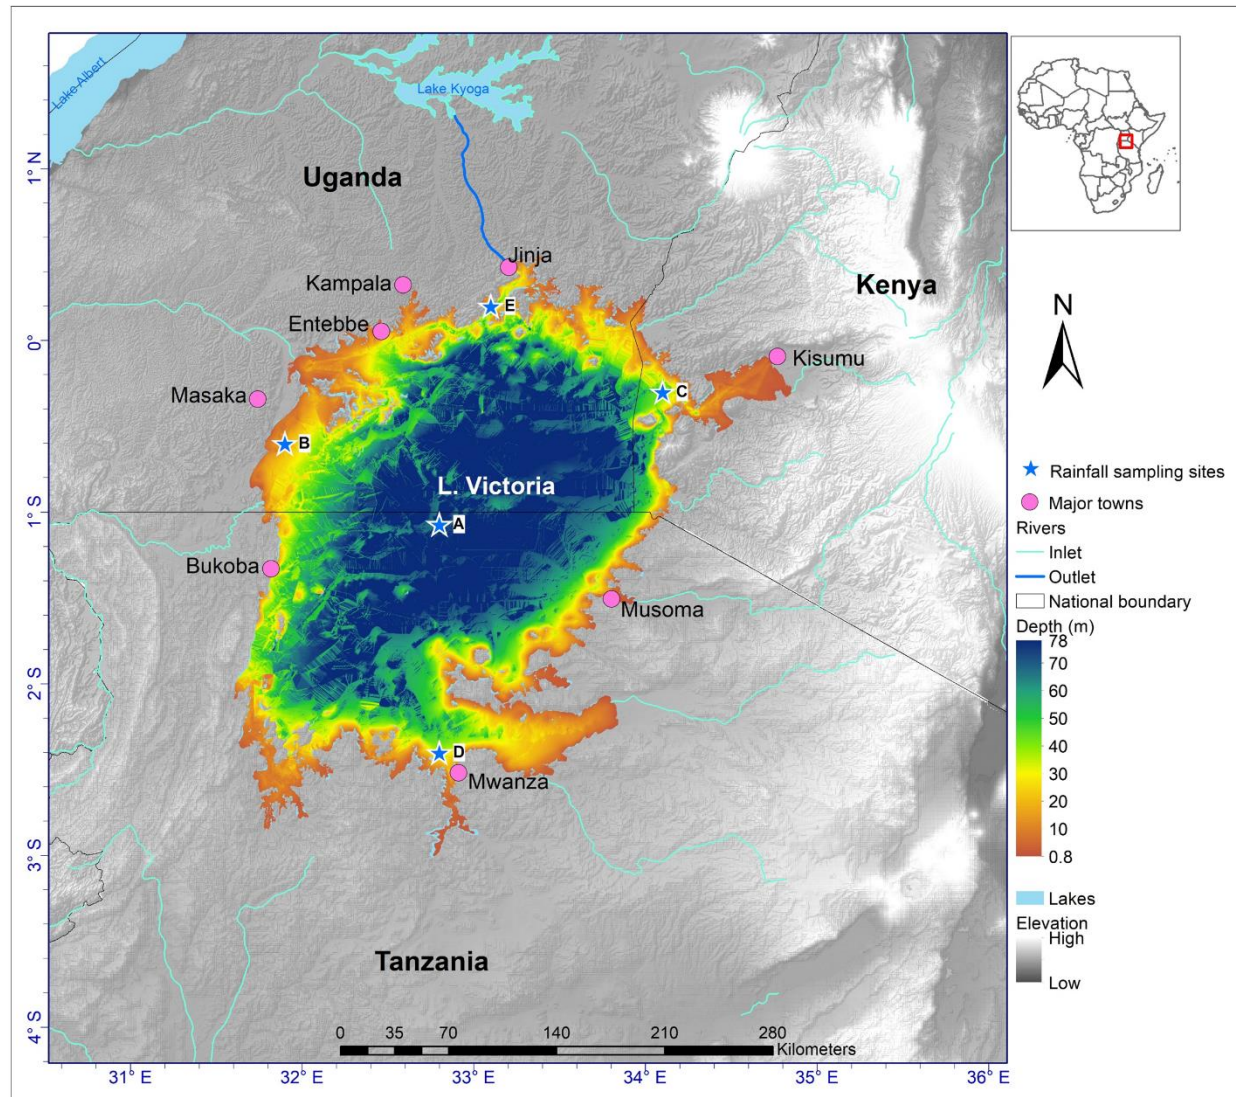 Lake Albert
Lake Kyoga
Uganda
Jinja
Kampala
E
Kenya
Entebbe
Kisumu
Masaka
C
B
L. Victoria
A
Bukoba
Musoma
D
Mwanza
Tanzania
1° N
0°
1° S
2° S
3° S
4° S
31° E
32° E
33° E
34° E
35° E
36° E
0 35 70 140 210 280
Kilometers
N
Rainfall sampling sites
Major towns
Rivers
Inlet
Outlet
National boundary
Depth (m)
78
70
60
50
40
30
20
10
0.8
Lakes
Elevation
High
Low